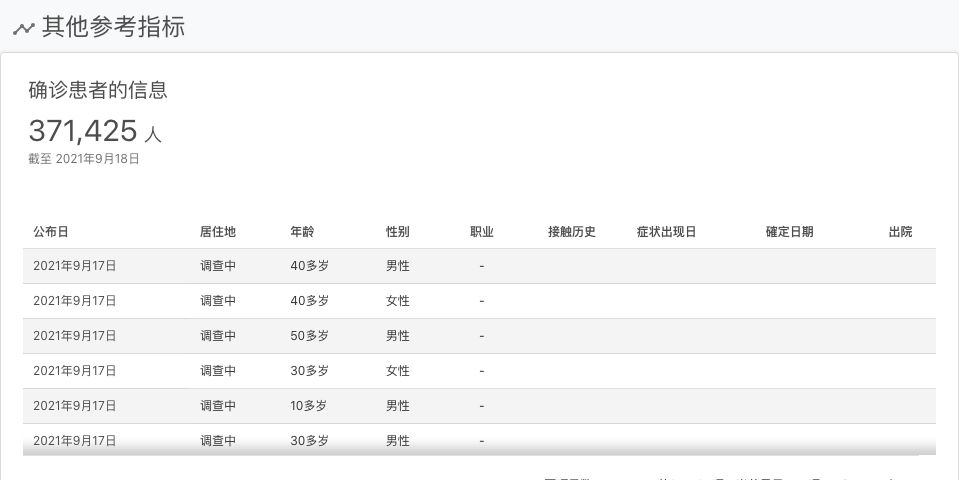 其他参考指标
确诊患者的信息
371,425 人
截至 2021年9月18日
公布日 居住地 年龄 性别 职业 接触历史 症状出现日 確定日期 出院
2021年9月17日 调查中 40多岁 男性 -
2021年9月17日 调查中 40多岁 女性 -
2021年9月17日 调查中 50多岁 男性 -
2021年9月17日 调查中 30多岁 女性 -
2021年9月17日 调查中 10多岁 男性 -
2021年9月17日 调查中 30多岁 男性 -